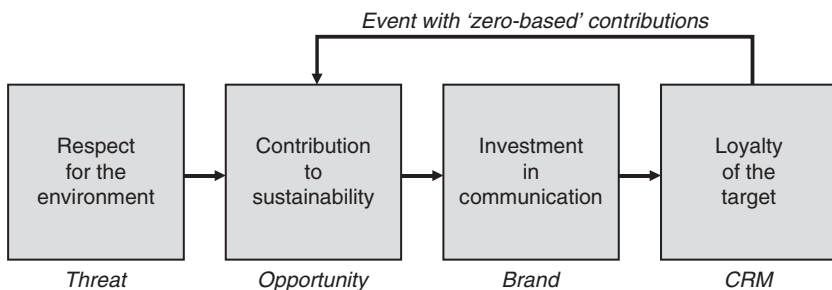 Event with ‘zero-based’ contributions
Respect
for the
environment
Contribution
to
sustainability
Investment
in
communication
Loyalty
of the
target
Threat
Opportunity
Brand
CRM